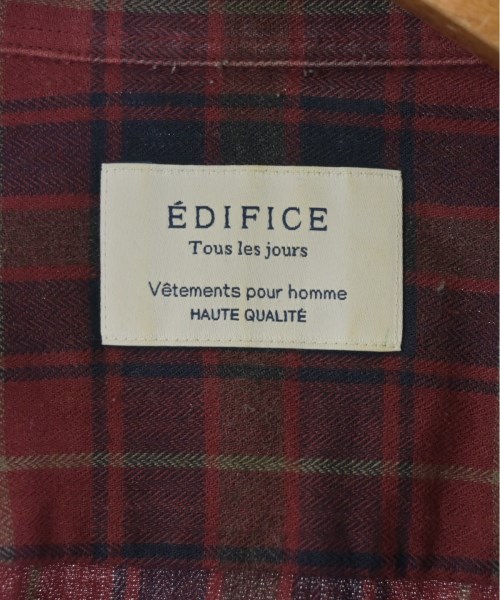 ÉDIFICE
Tous les jours
Vêtements pour homme
HAUTE QUALITÉ